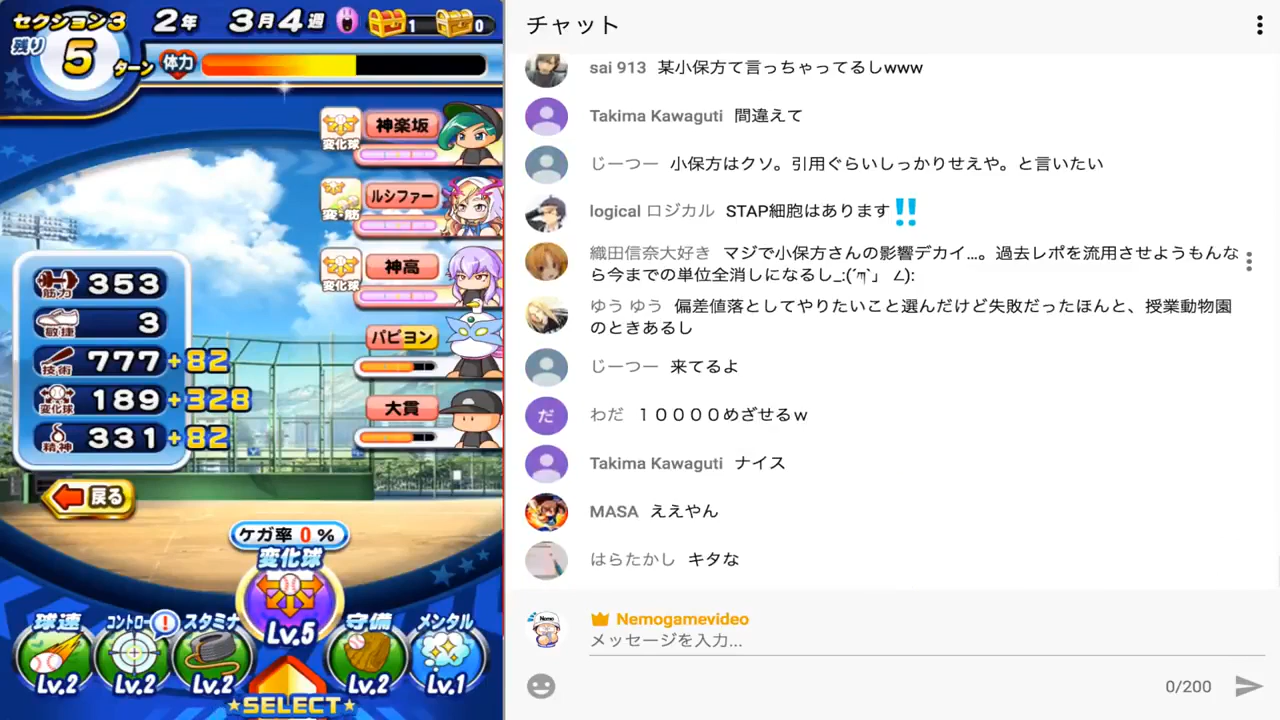 セクション3
2年 3月4週
1
0
残り
5
ターン
体力
神楽坂
変化球
ルシファー
変・筋
神高
変化球
パピヨン
大貫
筋力 353
敏捷 3
技術 777+82
変化球 189+328
精神 331+82
戻る
ケガ率 0 %
変化球
Lv.5
球速
Lv.2
コントロー
Lv.2
スタミナ
Lv.2
守備
Lv.2
メンタル
Lv.1
SELECT
チャット
sai 913 某小保方て言っちゃってるしwww
Takima Kawaguti 間違えて
じーつー 小保方はクソ。引用ぐらいしっかりせえや。と言いたい
logical ロジカル STAP細胞はあります‼
織田信奈大好き マジで小保方さんの影響デカイ…。過去レポを流用させようもんな
ら今までの単位全消しになるし_:(´ཀ`」 ∠):
ゆう ゆう 偏差値落としてやりたいこと選んだけど失敗だったほんと、授業動物園
のときあるし
じーつー 来てるよ
だ
わだ １００００めざせるｗ
Takima Kawaguti ナイス
MASA ええやん
はらたかし キタな
Nemogamevideo
メッセージを入力...
0/200